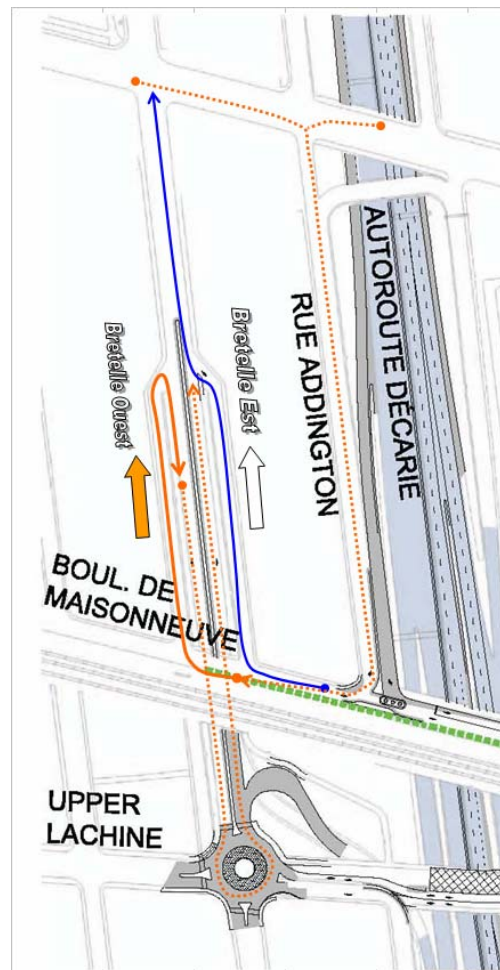 AUTOROUTE DÉCARIE
RUE ADDINGTON
Bretelle Est
Bretelle Ouest
BOUL. DE
MAISONNEUVE
UPPER
LACHINE